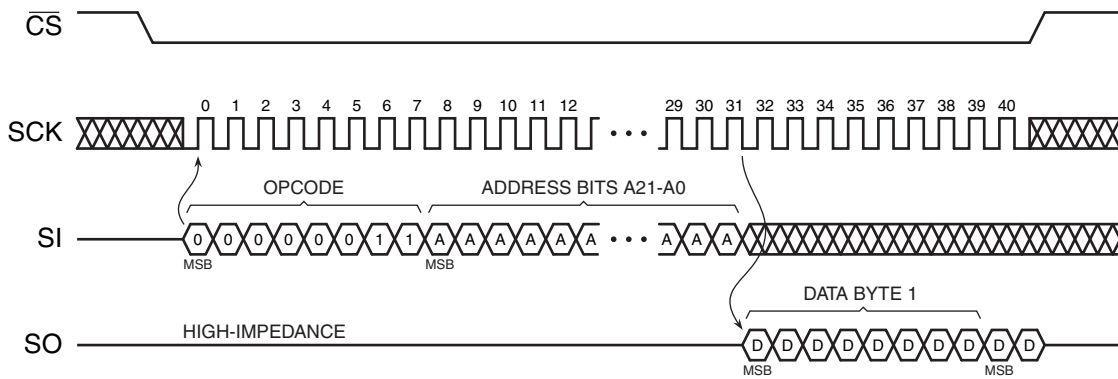 CS
0 1 2 3 4 5 6 7 8 9 10 11 12 29 30 31 32 33 34 35 36 37 38 39 40
SCK
OPCODE ADDRESS BITS A21-A0
SI 0 0 0 0 0 0 1 1 A A A A A A A A A
MSB MSB
DATA BYTE 1
HIGH-IMPEDANCE
SO D D D D D D D D D D
MSB MSB